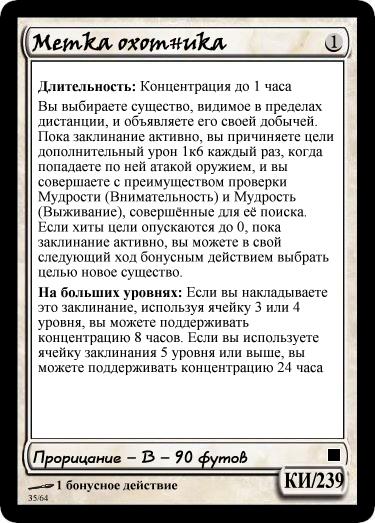 Метка охотника 1
Длительность: Концентрация до 1 часа
Вы выбираете существо, видимое в пределах
дистанции, и объявляете его своей добычей.
Пока заклинание активно, вы причиняете цели
дополнительный урон 1к6 каждый раз, когда
попадаете по ней атакой оружием, и вы
совершаете с преимуществом проверки
Мудрости (Внимательность) и Мудрость
(Выживание), совершённые для её поиска.
Если хиты цели опускаются до 0, пока
заклинание активно, вы можете в свой
следующий ход бонусным действием выбрать
целью новое существо.
На больших уровнях: Если вы накладываете
это заклинание, используя ячейку 3 или 4
уровня, вы можете поддерживать
концентрацию 8 часов. Если вы используете
ячейку заклинания 5 уровня или выше, вы
можете поддерживать концентрацию 24 часа
Прорицание – В – 90 футов
1 бонусное действие
КИ/239
35/64